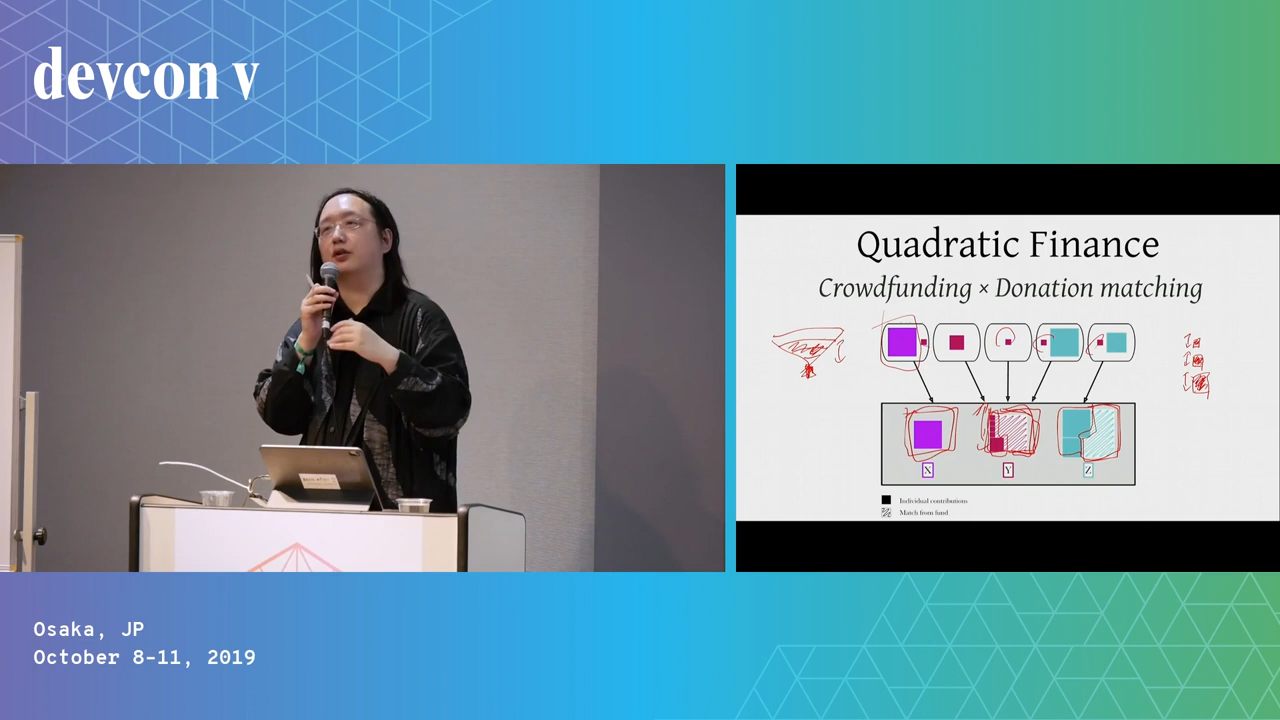 devcon v
Quadratic Finance
Crowdfunding × Donation matching
X
Y
Z
Individual contributions
Match from fund
Osaka, JP
October 8-11, 2019